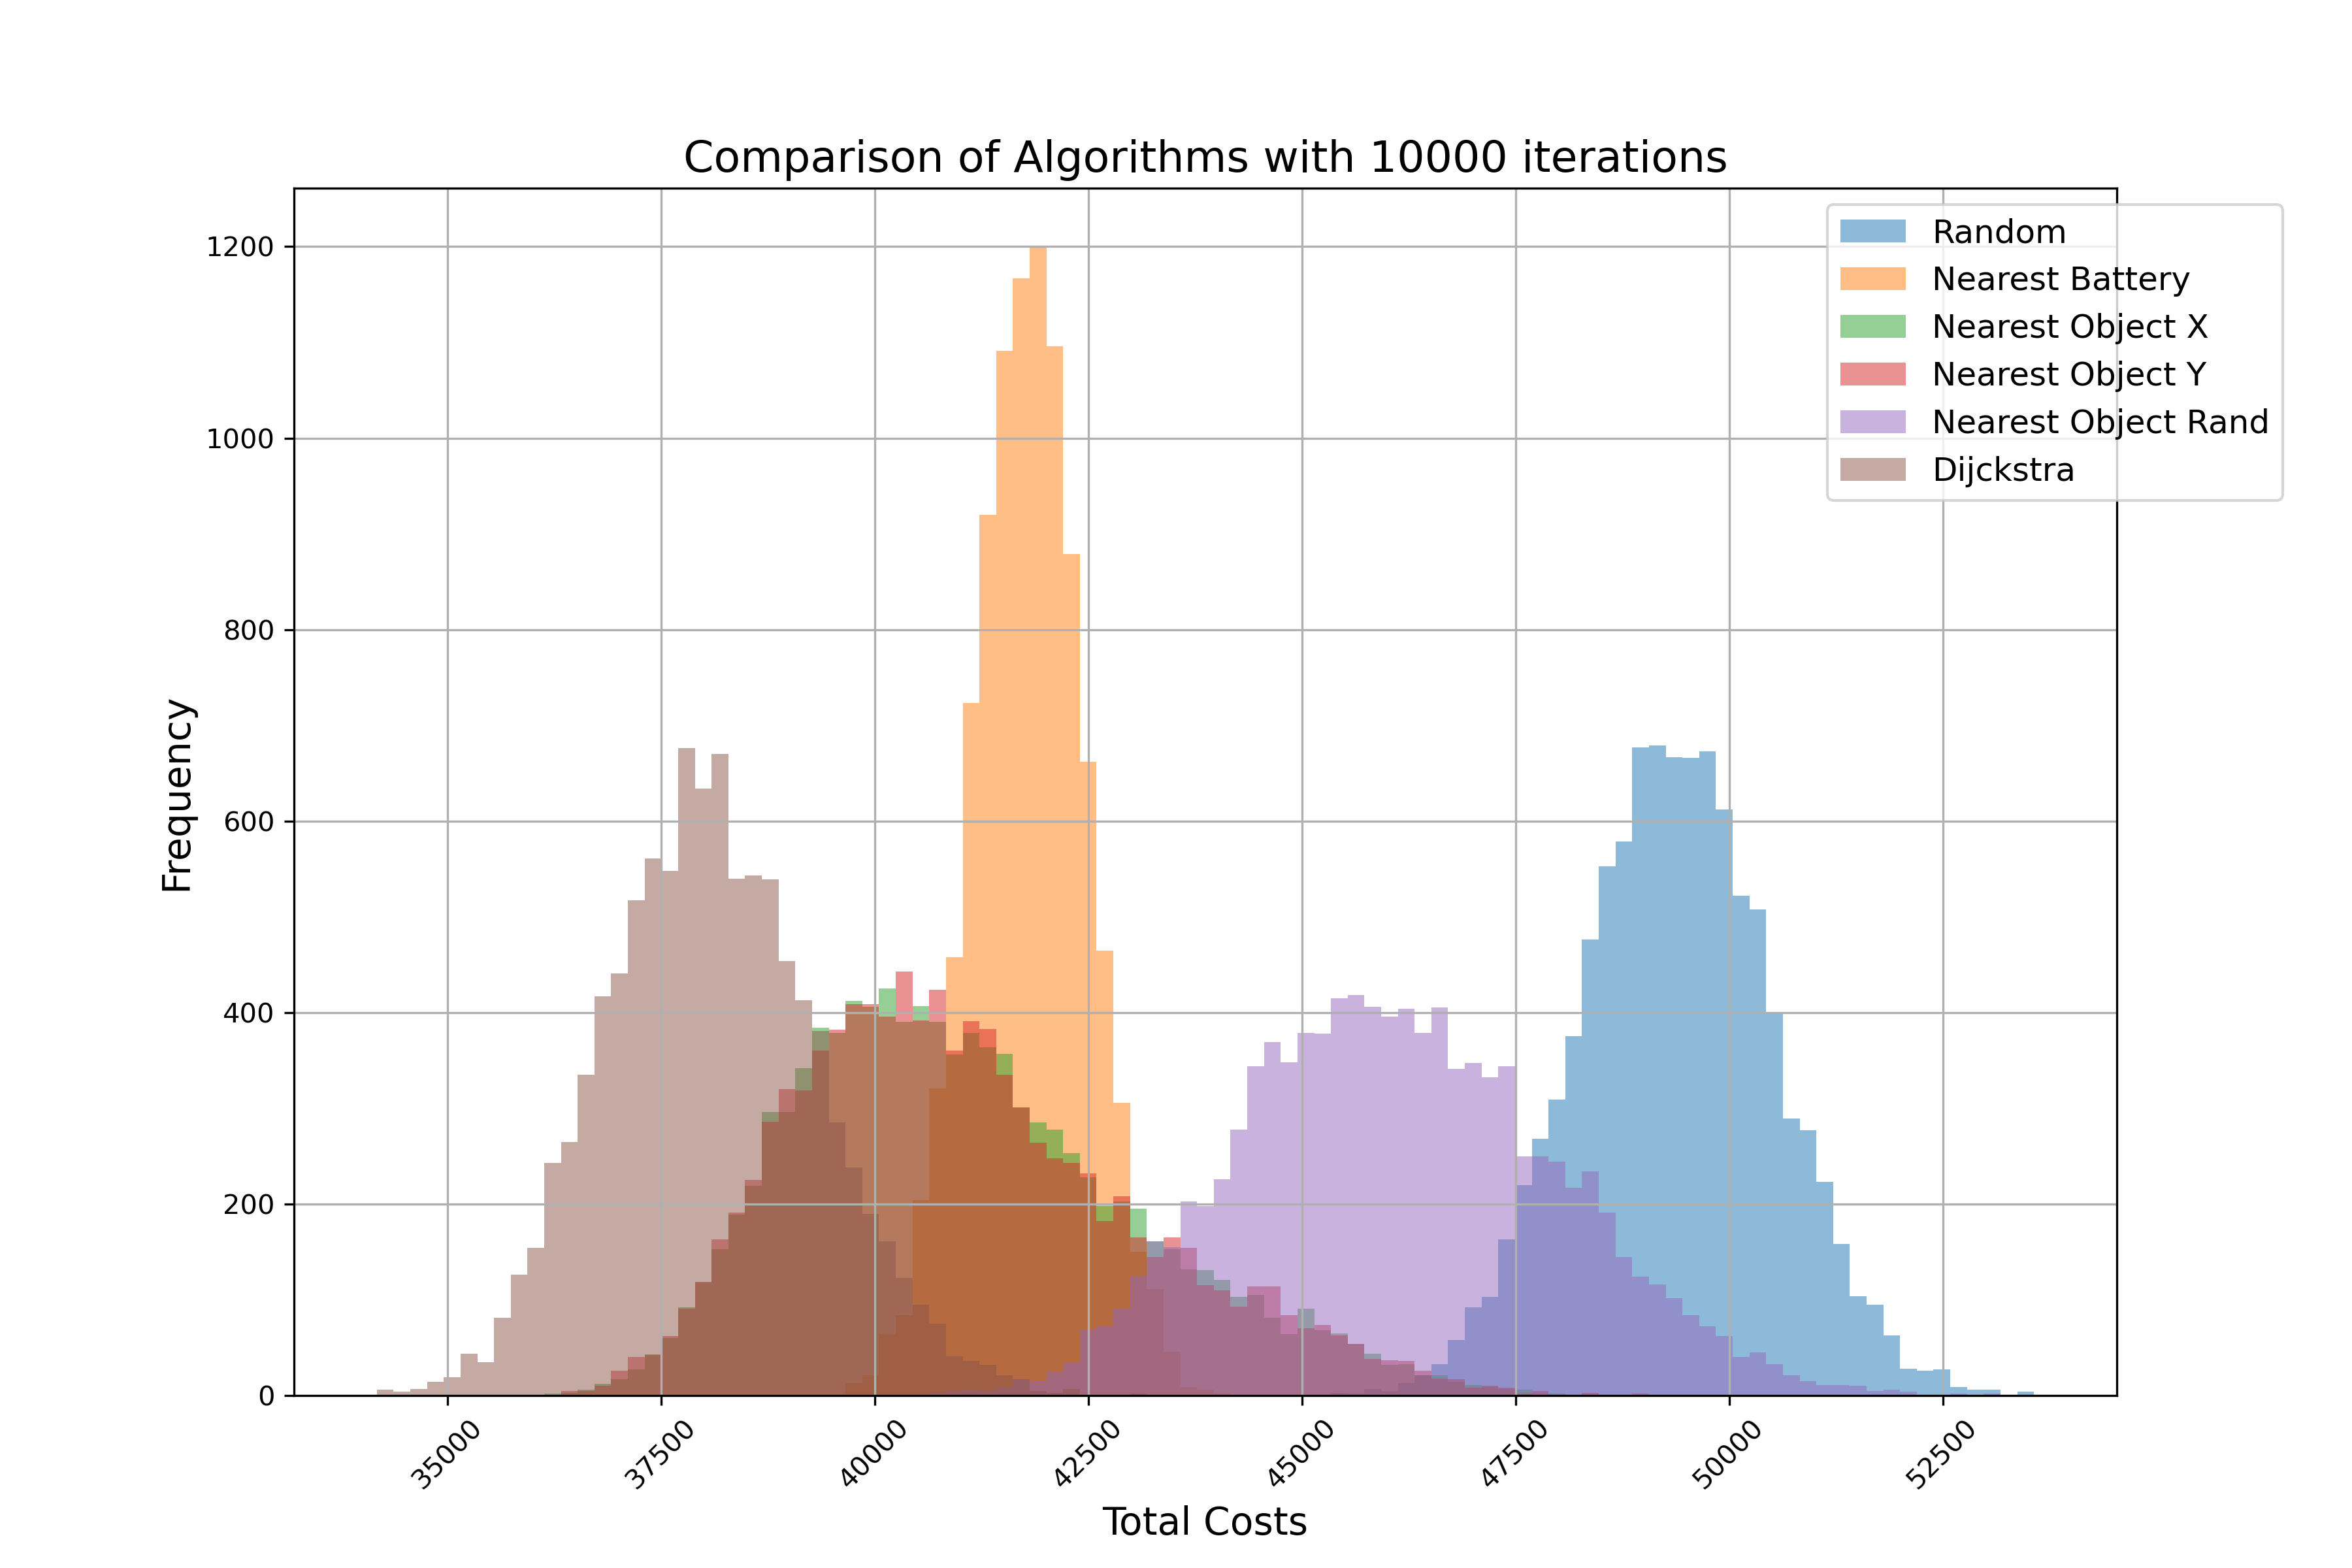 Comparison of Algorithms with 10000 iterations
Random
Nearest Battery
Nearest Object X
Nearest Object Y
Nearest Object Rand
Dijckstra
1200
1000
800
600
400
200
0
Frequency
35000
37500
40000
42500
45000
47500
50000
52500
Total Costs